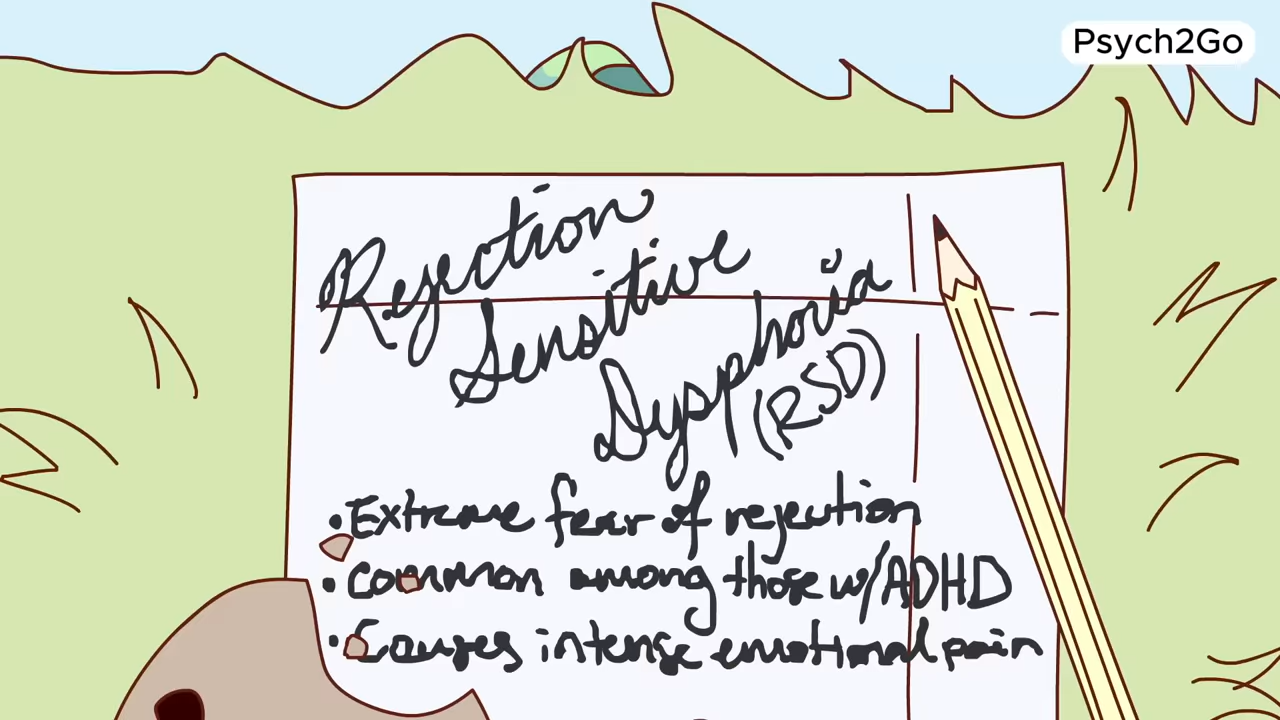 Psych2Go
Rejection
Sensitive
Dysphoria
(RSD)
• Extreme fear of rejection
• Common among those w/ADHD
• Causes intense emotional pain